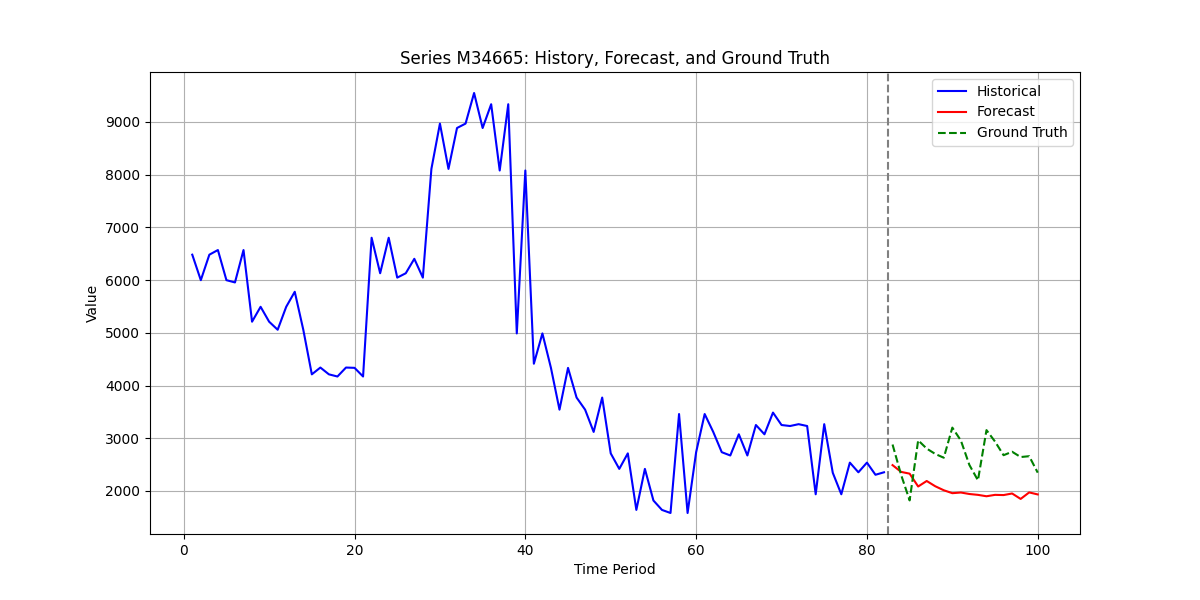 Series M34665: History, Forecast, and Ground Truth
Historical
Forecast
Ground Truth
9000
8000
7000
6000
5000
4000
3000
2000
Value
0 20 40 60 80 100
Time Period